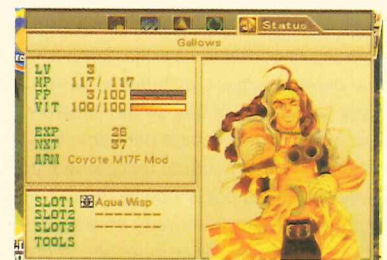 Status
Gallows
LV 3
HP 117/ 117
FP 3/100
VIT 100/100
EXP 28
NXT 37
ARM Coyote M17F Mod
SLOT1 Aqua Wisp
SLOT2 -------
SLOT3 -------
TOOLS